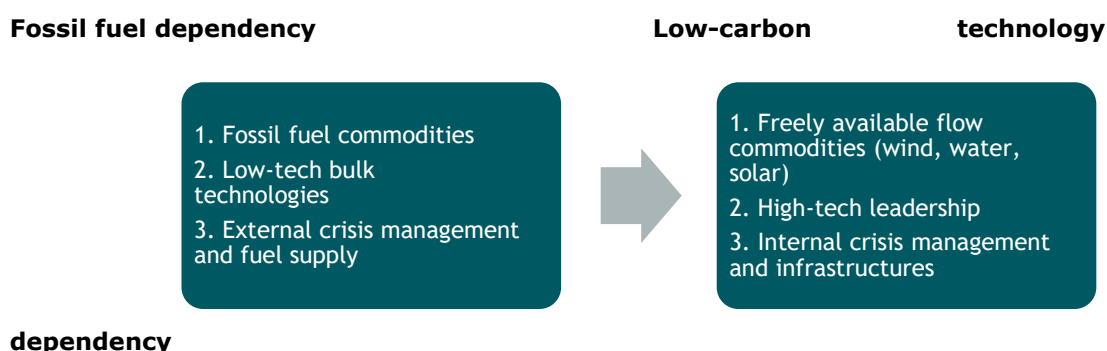 Fossil fuel dependency
Low-carbon technology
dependency
1. Fossil fuel commodities
2. Low-tech bulk
technologies
3. External crisis management
and fuel supply
1. Freely available flow
commodities (wind, water,
solar)
2. High-tech leadership
3. Internal crisis management
and infrastructures